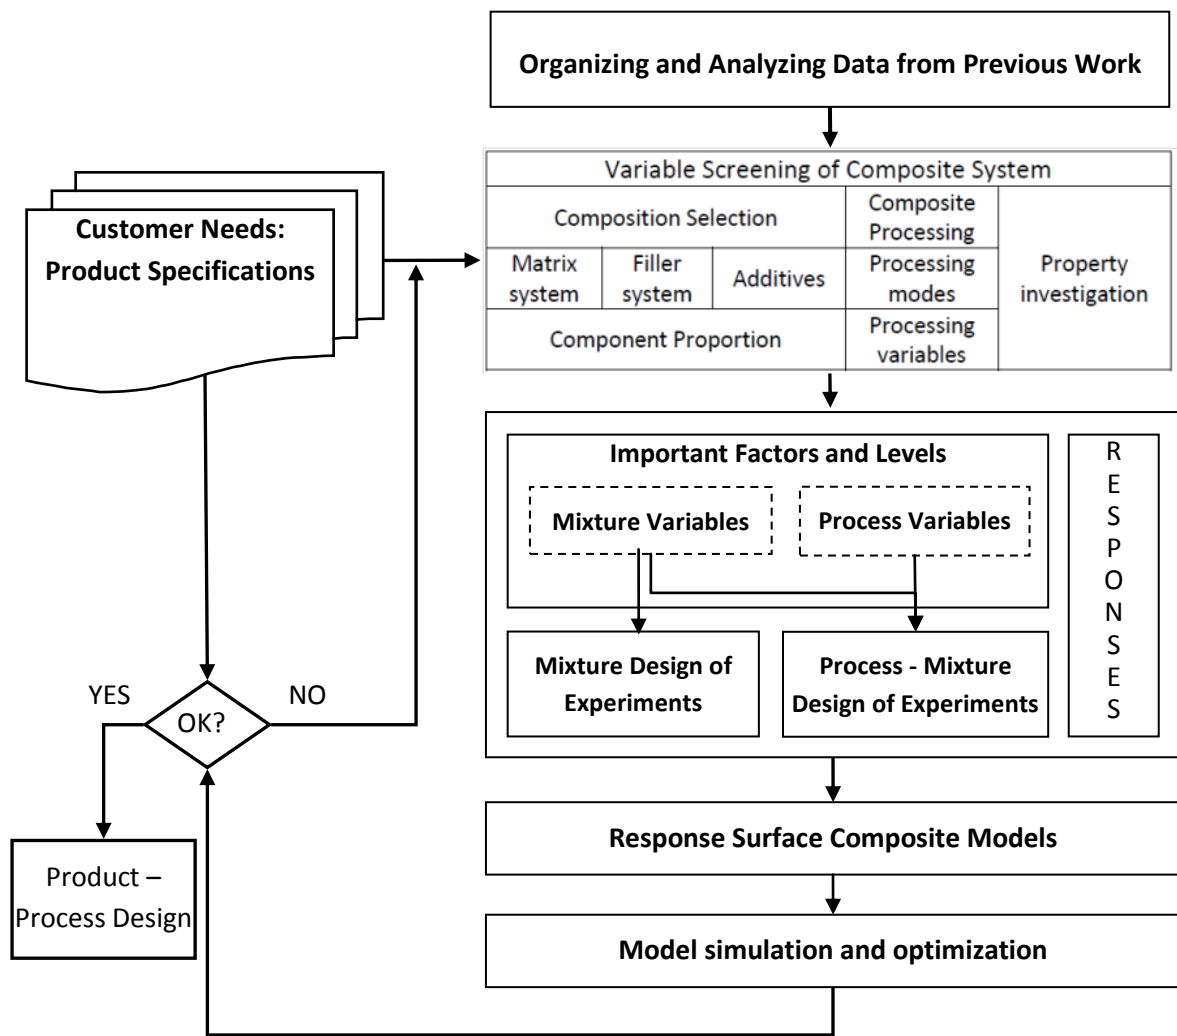 Organizing and Analyzing Data from Previous Work
Variable Screening of Composite System
Composition Selection
Composite
Processing
Matrix
system
Filler
system
Additives
Processing
modes
Property
investigation
Component Proportion
Processing
variables
Customer Needs:
Product Specifications
Important Factors and Levels
Mixture Variables
Process Variables
Mixture Design of
Experiments
Process - Mixture
Design of Experiments
R
E
S
P
O
N
S
E
S
YES
OK?
NO
Product –
Process Design
Response Surface Composite Models
Model simulation and optimization